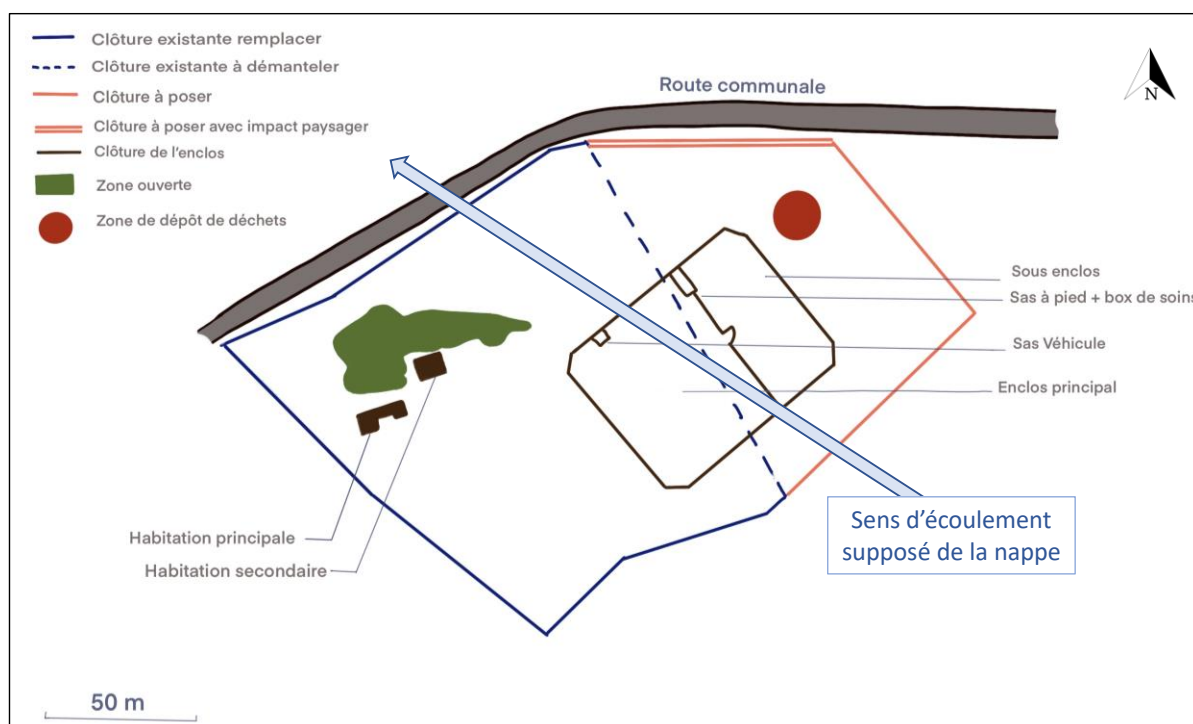 Clôture existante remplacer
Clôture existante à démanteler
Clôture à poser
Clôture à poser avec impact paysager
Clôture de l'enclos
Zone ouverte
Zone de dépôt de déchets
Route communale
N
Sous enclos
Sas à pied + box de soins
Sas Véhicule
Enclos principal
Habitation principale
Habitation secondaire
Sens d'écoulement
supposé de la nappe
50 m